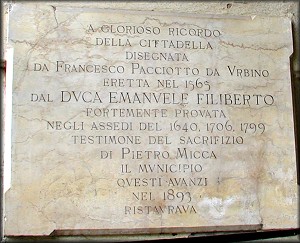 A GLORIOSO RICORDO
DELLA CITTADELLA
DISEGNATA
DA FRANCESCO PACCIOTTO DA VRBINO
ERETTA NEL 1565
DAL DVCA EMANVELE FILIBERTO
FORTEMENTE PROVATA
NEGLI ASSEDI DEL 1640, 1706, 1799
TESTIMONE DEL SACRIFIZIO
DI PIETRO MICCA
IL MVNICIPIO
QVESTI AVANZI
NEL 1893
RISTAVRAVA